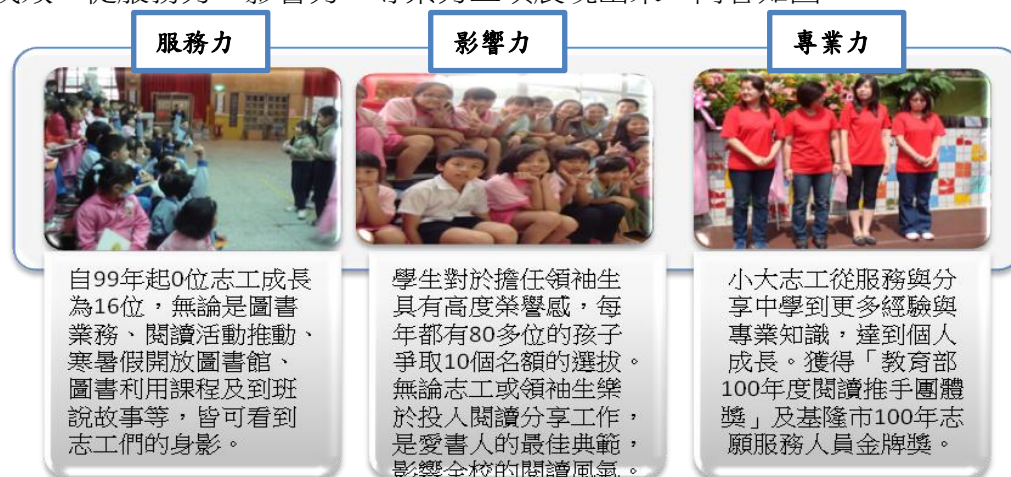 服務力
影響力
專業力
自99年起0位志工成長
為16位，無論是圖書
業務、閱讀活動推動、
寒暑假開放圖書館、
圖書利用課程及到班
說故事等，皆可看到
志工們的身影。
學生對於擔任領袖生
具有高度榮譽感，每
年都有80多位的孩子
爭取10個名額的選拔。
無論志工或領袖生樂
於投入閱讀分享工作，
是愛書人的最佳典範，
影響全校的閱讀風氣。
小大志工從服務與分
享中學到更多經驗與
專業知識，達到個人
成長。獲得「教育部
100年度閱讀推手團體
獎」及基隆市100年志
願服務人員金牌獎。